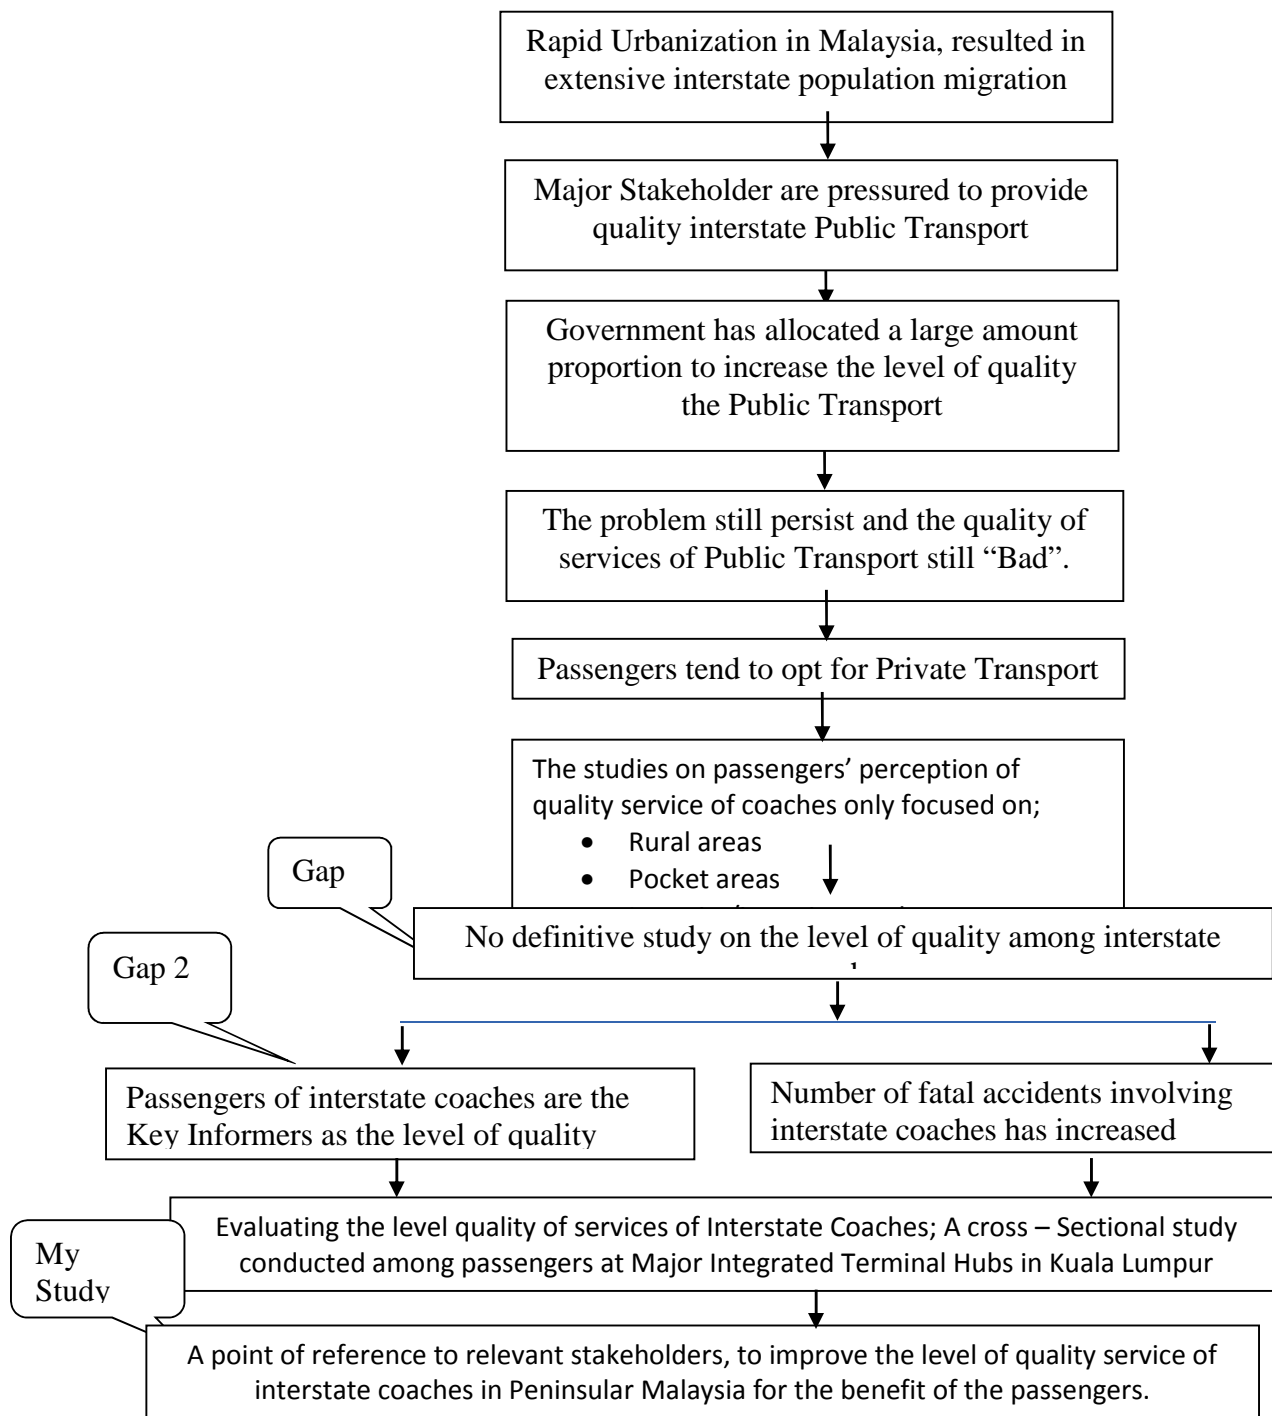 Rapid Urbanization in Malaysia, resulted in
extensive interstate population migration
Major Stakeholder are pressured to provide
quality interstate Public Transport
Government has allocated a large amount
proportion to increase the level of quality
the Public Transport
The problem still persist and the quality of
services of Public Transport still “Bad”.
Passengers tend to opt for Private Transport
The studies on passengers’ perception of
quality service of coaches only focused on;
• Rural areas
• Pocket areas
Gap
No definitive study on the level of quality among interstate
Gap 2
Passengers of interstate coaches are the
Key Informers as the level of quality
Number of fatal accidents involving
interstate coaches has increased
Evaluating the level quality of services of Interstate Coaches; A cross – Sectional study
conducted among passengers at Major Integrated Terminal Hubs in Kuala Lumpur
My
Study
A point of reference to relevant stakeholders, to improve the level of quality service of
interstate coaches in Peninsular Malaysia for the benefit of the passengers.